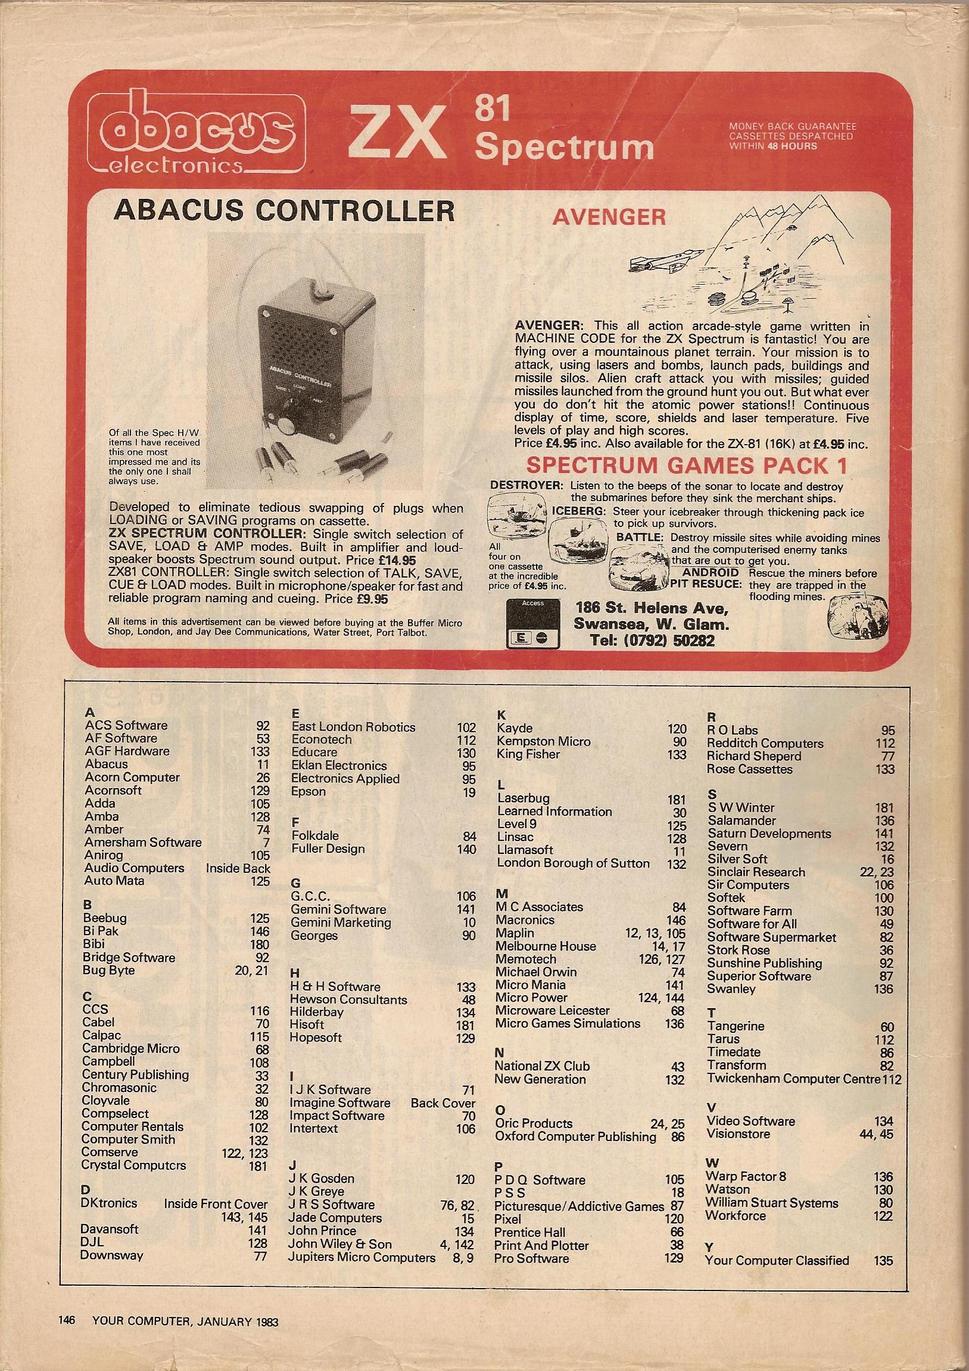 abacus
electronics
ZX 81
Spectrum
MONEY BACK GUARANTEE
CASSETTES DESPATCHED
WITHIN 48 HOURS
ABACUS CONTROLLER
ABACUS CONTROLLER
LOAD
Of all the Spec H/W
items I have received
this one most
impressed me and its
the only one I shall
always use.
Developed to eliminate tedious swapping of plugs when
LOADING or SAVING programs on cassette.
ZX SPECTRUM CONTROLLER: Single switch selection of
SAVE, LOAD & AMP modes. Built in amplifier and loud-
speaker boosts Spectrum sound output. Price £14.95
ZX81 CONTROLLER: Single switch selection of TALK, SAVE,
CUE & LOAD modes. Built in microphone/speaker for fast and
reliable program naming and cueing. Price £9.95
All items in this advertisement can be viewed before buying at the Buffer Micro
Shop, London, and Jay Dee Communications, Water Street, Port Talbot.
AVENGER
AVENGER: This all action arcade-style game written in
MACHINE CODE for the ZX Spectrum is fantastic! You are
flying over a mountainous planet terrain. Your mission is to
attack, using lasers and bombs, launch pads, buildings and
missile silos. Alien craft attack you with missiles; guided
missiles launched from the ground hunt you out. But what ever
you do don't hit the atomic power stations!! Continuous
display of time, score, shields and laser temperature. Five
levels of play and high scores.
Price £4.95 inc. Also available for the ZX-81 (16K) at £4.95 inc.
SPECTRUM GAMES PACK 1
DESTROYER: Listen to the beeps of the sonar to locate and destroy
the submarines before they sink the merchant ships.
ICEBERG: Steer your icebreaker through thickening pack ice
to pick up survivors.
BATTLE: Destroy missile sites while avoiding mines
and the computerised enemy tanks
that are out to get you.
ANDROID PIT RESUCE: Rescue the miners before
they are trapped in the
flooding mines.
All
four on
one cassette
at the incredible
price of £4.95 inc.
Access
E
186 St. Helens Ave,
Swansea, W. Glam.
Tel: (0792) 50282
A
ACS Software 92
AF Software 53
AGF Hardware 133
Abacus 11
Acorn Computer 26
Acornsoft 129
Adda 105
Amba 128
Amber 74
Amersham Software 7
Anirog 105
Audio Computers Inside Back
Auto Mata 125
B
Beebug 125
Bi Pak 146
Bibi 180
Bridge Software 92
Bug Byte 20, 21
C
CCS 116
Cabel 70
Calpac 115
Cambridge Micro 68
Campbell 108
Century Publishing 33
Chromasonic 32
Cloyvale 80
Compselect 128
Computer Rentals 102
Computer Smith 132
Comserve 122, 123
Crystal Computers 181
D
DKtronics Inside Front Cover
143, 145
Davansoft 141
DJL 128
Downsway 77
E
East London Robotics 102
Econotech 112
Educare 130
Eklan Electronics 95
Electronics Applied 95
Epson 19
F
Folkdale 84
Fuller Design 140
G
G.C.C. 106
Gemini Software 141
Gemini Marketing 10
Georges 90
H
H & H Software 133
Hewson Consultants 48
Hilderbay 134
Hisoft 181
Hopesoft 129
I
I J K Software 71
Imagine Software Back Cover
Impact Software 70
Intertext 106
J
J K Gosden 120
J K Greye
J R S Software 76, 82
Jade Computers 15
John Prince 134
John Wiley & Son 4, 142
Jupiters Micro Computers 8, 9
K
Kayde 120
Kempston Micro 90
King Fisher 133
L
Laserbug 181
Learned Information 30
Level 9 125
Linsac 128
Llamasoft 11
London Borough of Sutton 132
M
M C Associates 84
Macronics 146
Maplin 12, 13, 105
Melbourne House 14, 17
Memotech 126, 127
Michael Orwin 74
Micro Mania 141
Micro Power 124, 144
Microware Leicester 68
Micro Games Simulations 136
N
National ZX Club 43
New Generation 132
O
Oric Products 24, 25
Oxford Computer Publishing 86
P
P D Q Software 105
P S S 18
Picturesque/Addictive Games 87
Pixel 120
Prentice Hall 66
Print And Plotter 38
Pro Software 129
R
R O Labs 95
Redditch Computers 112
Richard Sheperd 77
Rose Cassettes 133
S
S W Winter 181
Salamander 136
Saturn Developments 141
Severn 132
Silver Soft 16
Sinclair Research 22, 23
Sir Computers 106
Softek 100
Software Farm 130
Software for All 49
Software Supermarket 82
Stork Rose 36
Sunshine Publishing 92
Superior Software 87
Swanley 136
T
Tangerine 60
Tarus 112
Timedate 86
Transform 82
Twickenham Computer Centre 112
V
Video Software 134
Visionstore 44, 45
W
Warp Factor 8 136
Watson 130
William Stuart Systems 80
Workforce 122
Y
Your Computer Classified 135
146 YOUR COMPUTER, JANUARY 1983